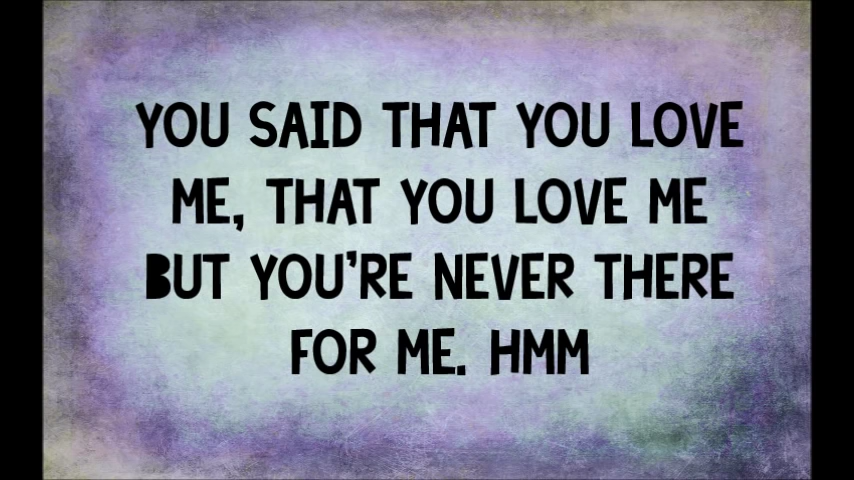 YOU SAID THAT YOU LOVE
ME, THAT YOU LOVE ME
BUT YOU'RE NEVER THERE
FOR ME. HMM